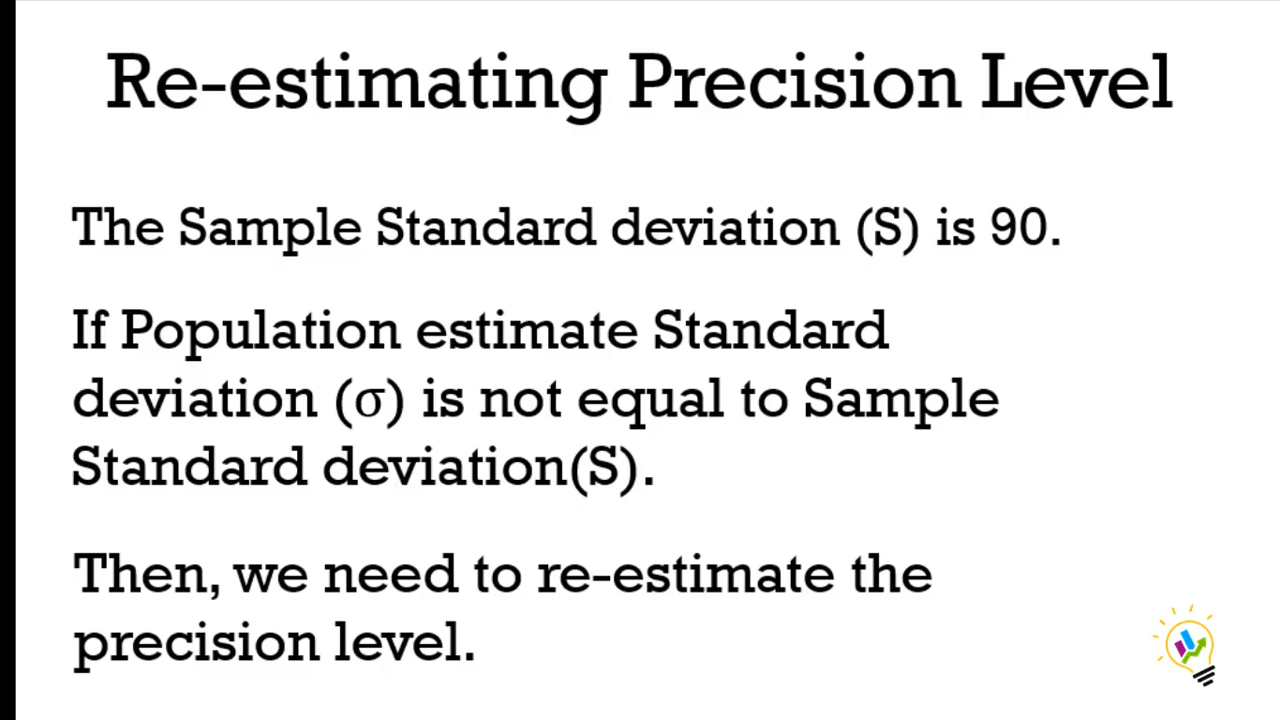 Re-estimating Precision Level
The Sample Standard deviation (S) is 90.
If Population estimate Standard
deviation (σ) is not equal to Sample
Standard deviation(S).
Then, we need to re-estimate the
precision level.